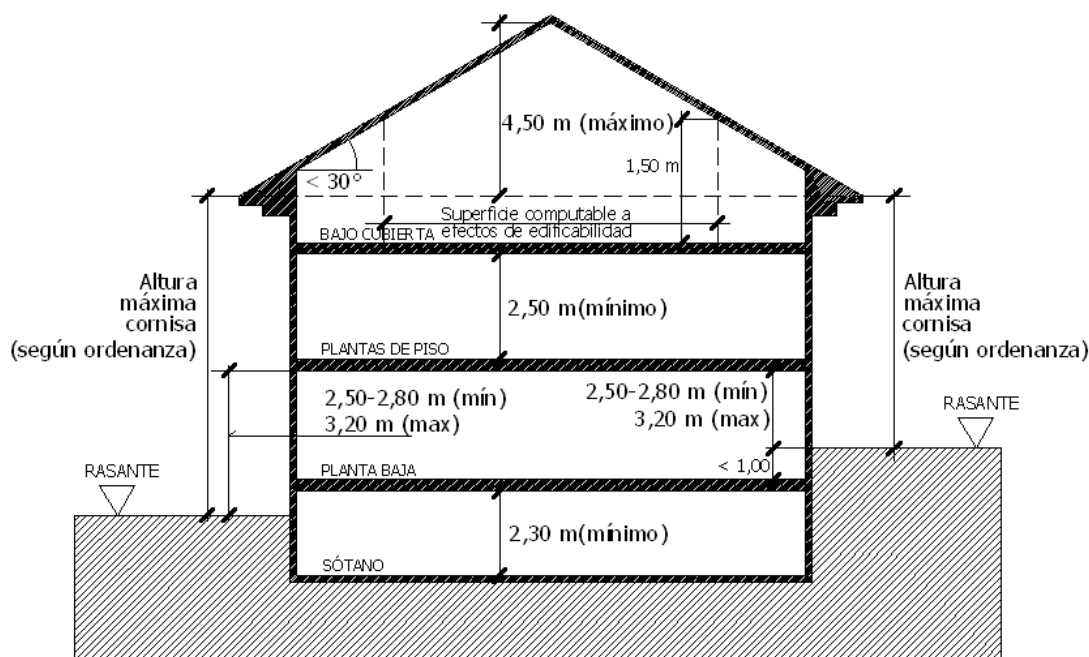 4,50 m (máximo)
1,50 m
< 30°
Superficie computable a
efectos de edificabilidad
BAJO CUBIERTA
Altura
máxima
cornisa
(según ordenanza)
2,50 m(mínimo)
Altura
máxima
cornisa
(según ordenanza)
PLANTAS DE PISO
2,50-2,80 m (mín)
3,20 m (max)
2,50-2,80 m (mín)
3,20 m (max)
RASANTE
RASANTE
PLANTA BAJA
< 1,00
2,30 m(mínimo)
SÓTANO